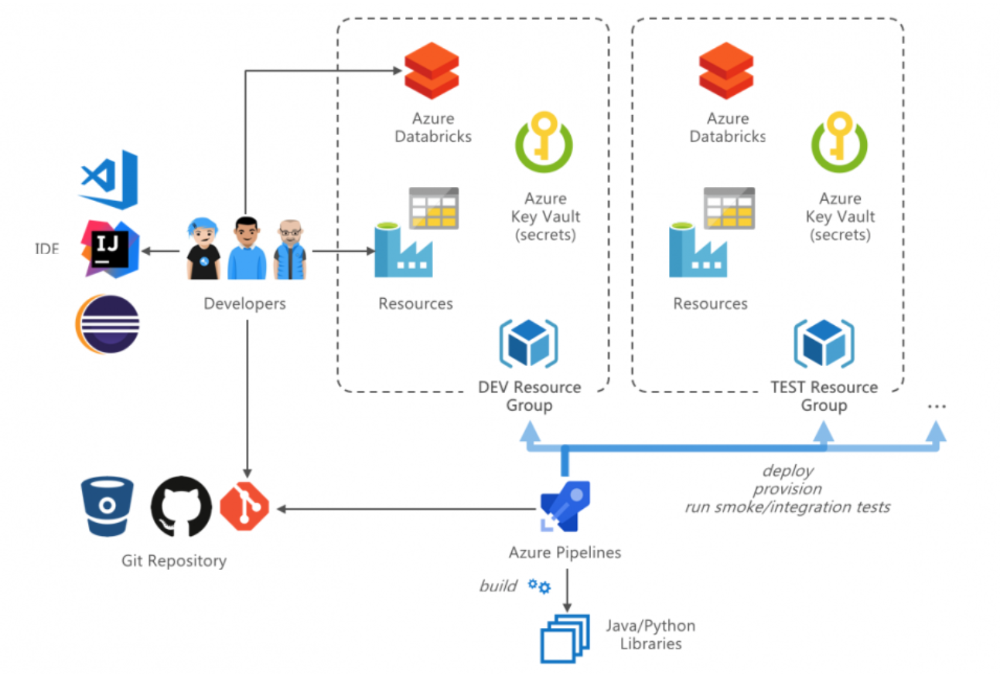 Azure
Databricks
Azure
Key Vault
(secrets)
Resources
DEV Resource
Group
Azure
Databricks
Azure
Key Vault
(secrets)
Resources
TEST Resource
Group
...
IDE
IJ
Developers
deploy
provision
run smoke/integration tests
Git Repository
Azure Pipelines
build
Java/Python
Libraries